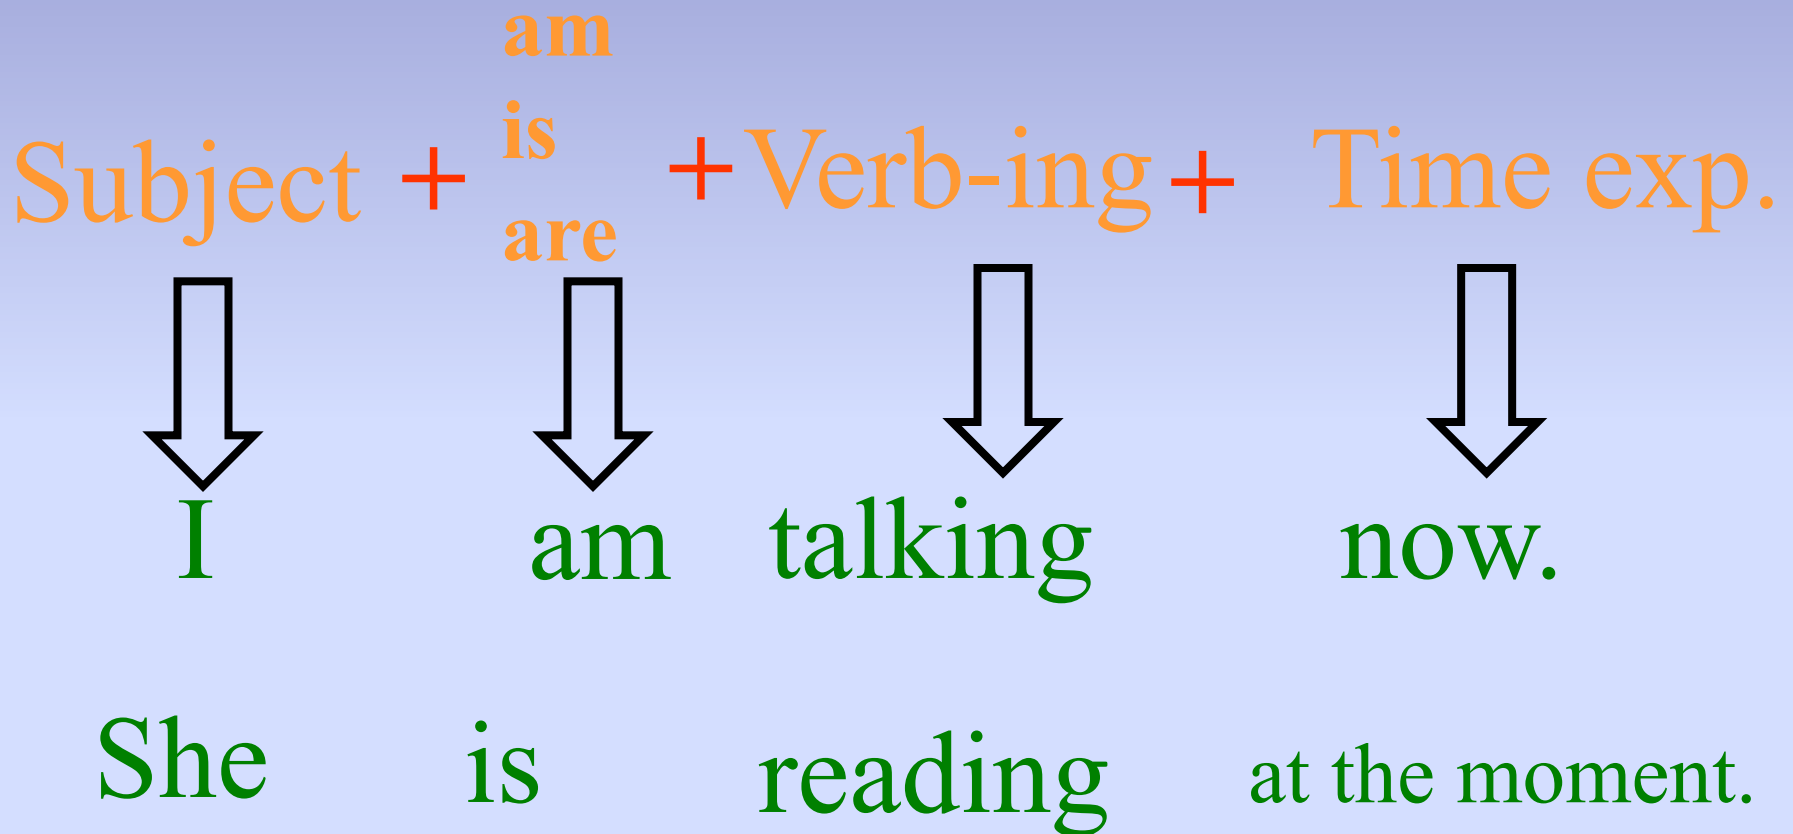 am
is
are
Subject + + Verb-ing + Time exp.
I am talking now.
She is reading at the moment.